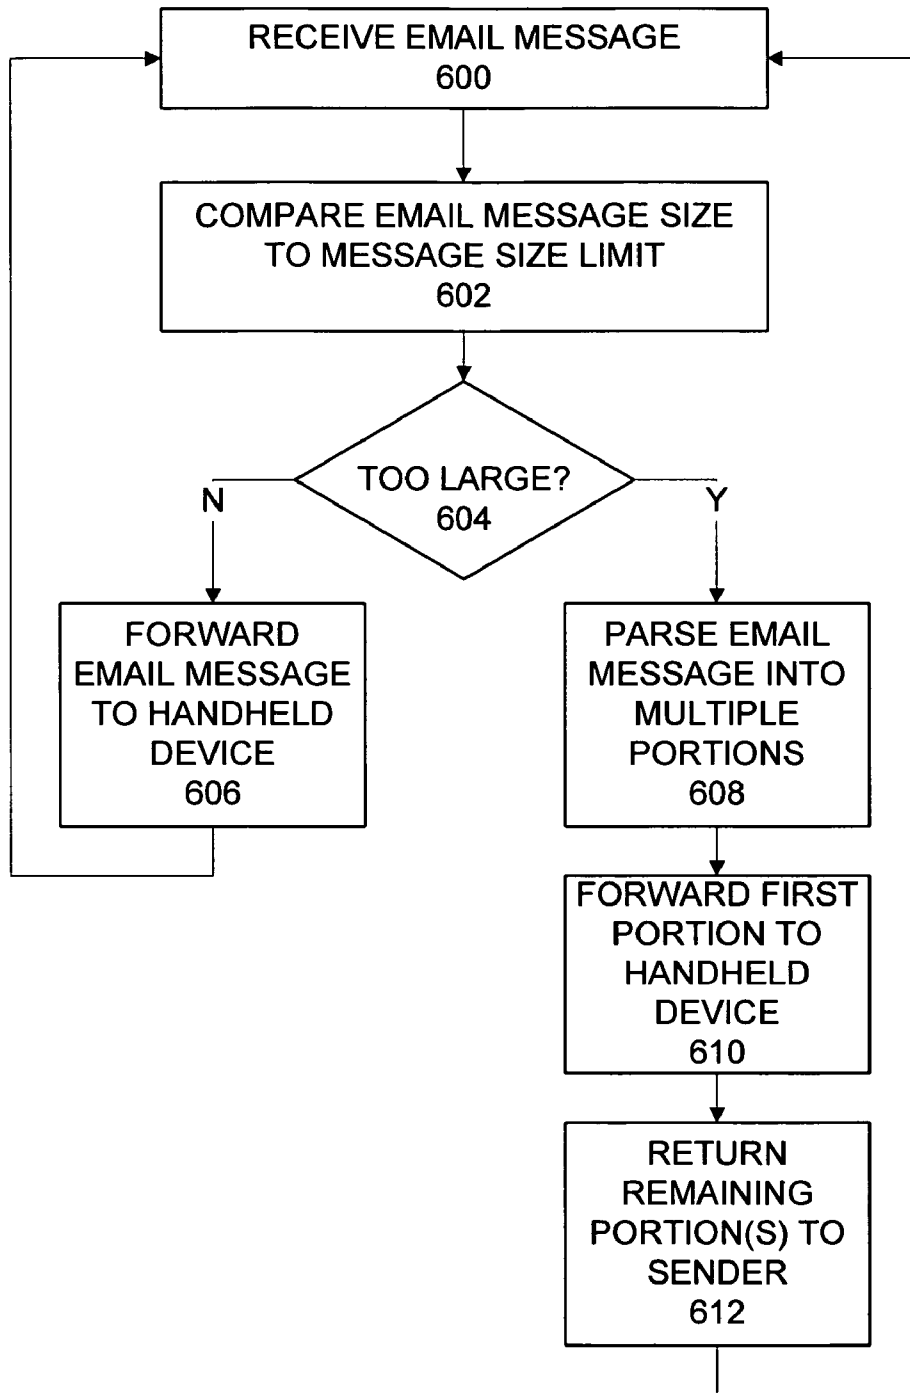 RECEIVE EMAIL MESSAGE
600
COMPARE EMAIL MESSAGE SIZE
TO MESSAGE SIZE LIMIT
602
TOO LARGE?
604
N
Y
FORWARD
EMAIL MESSAGE
TO HANDHELD
DEVICE
606
PARSE EMAIL
MESSAGE INTO
MULTIPLE
PORTIONS
608
FORWARD FIRST
PORTION TO
HANDHELD
DEVICE
610
RETURN
REMAINING
PORTION(S) TO
SENDER
612